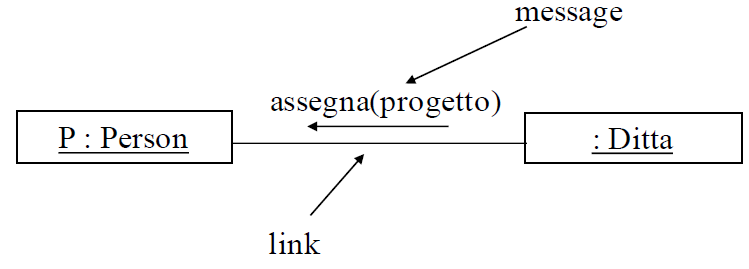 message
assegna(progetto)
P : Person
: Ditta
link